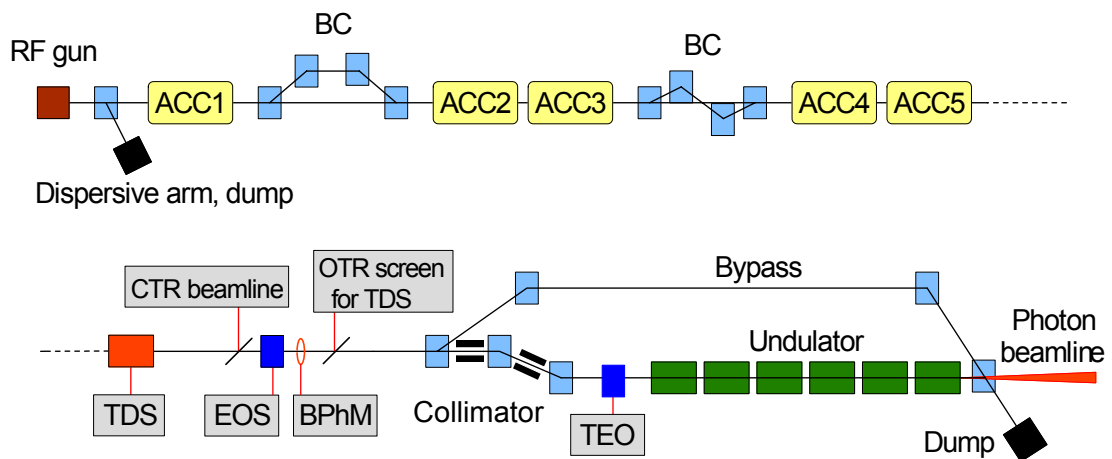 BC
BC
RF gun
ACC1
ACC2
ACC3
ACC4
ACC5
Dispersive arm, dump
OTR screen
for TDS
CTR beamline
Bypass
Photon
beamline
Undulator
TDS
EOS
BPhM
Collimator
TEO
Dump